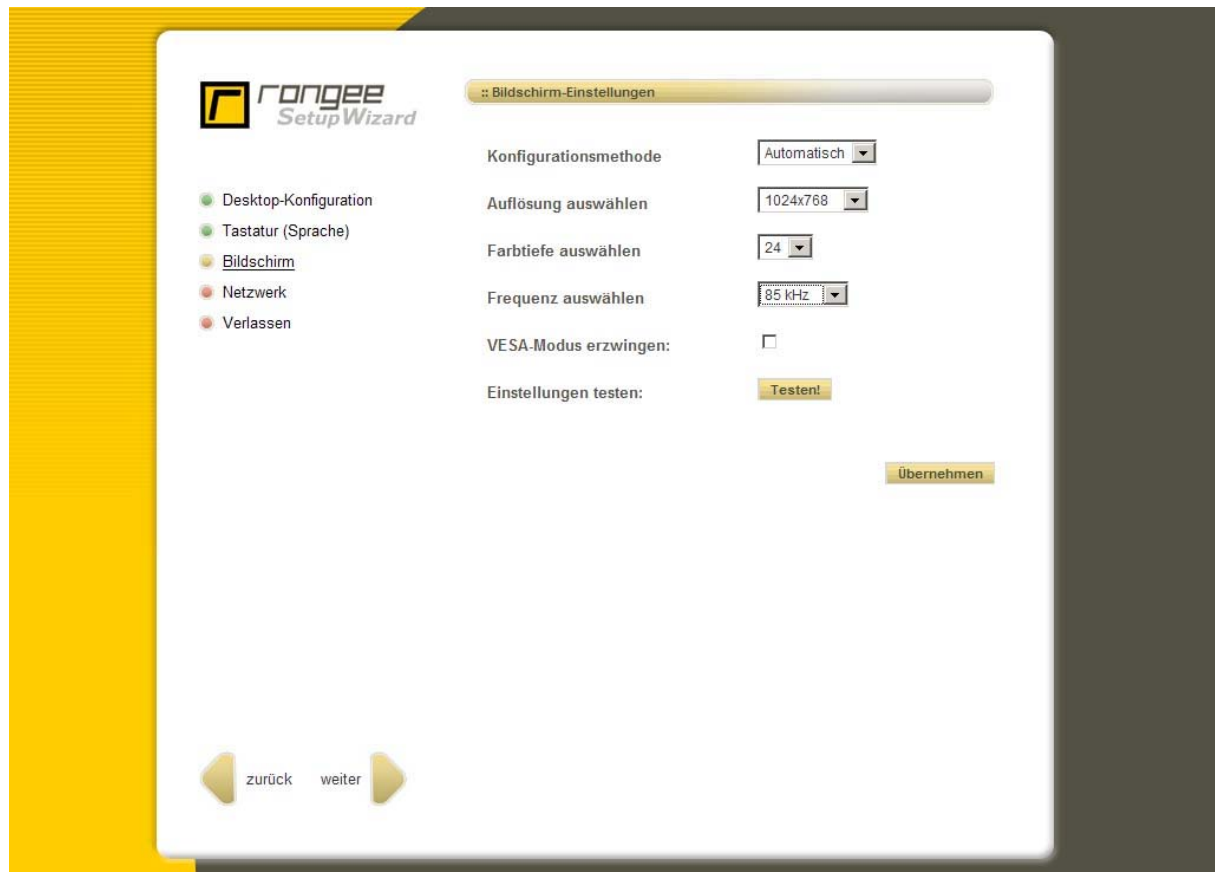 rangee
SetupWizard
:: Bildschirm-Einstellungen
Desktop-Konfiguration
Tastatur (Sprache)
Bildschirm
Netzwerk
Verlassen
Konfigurationsmethode Automatisch
Auflösung auswählen 1024x768
Farbtiefe auswählen 24
Frequenz auswählen 85 kHz
VESA-Modus erzwingen:
Einstellungen testen: Testen!
Übernehmen
zurück weiter